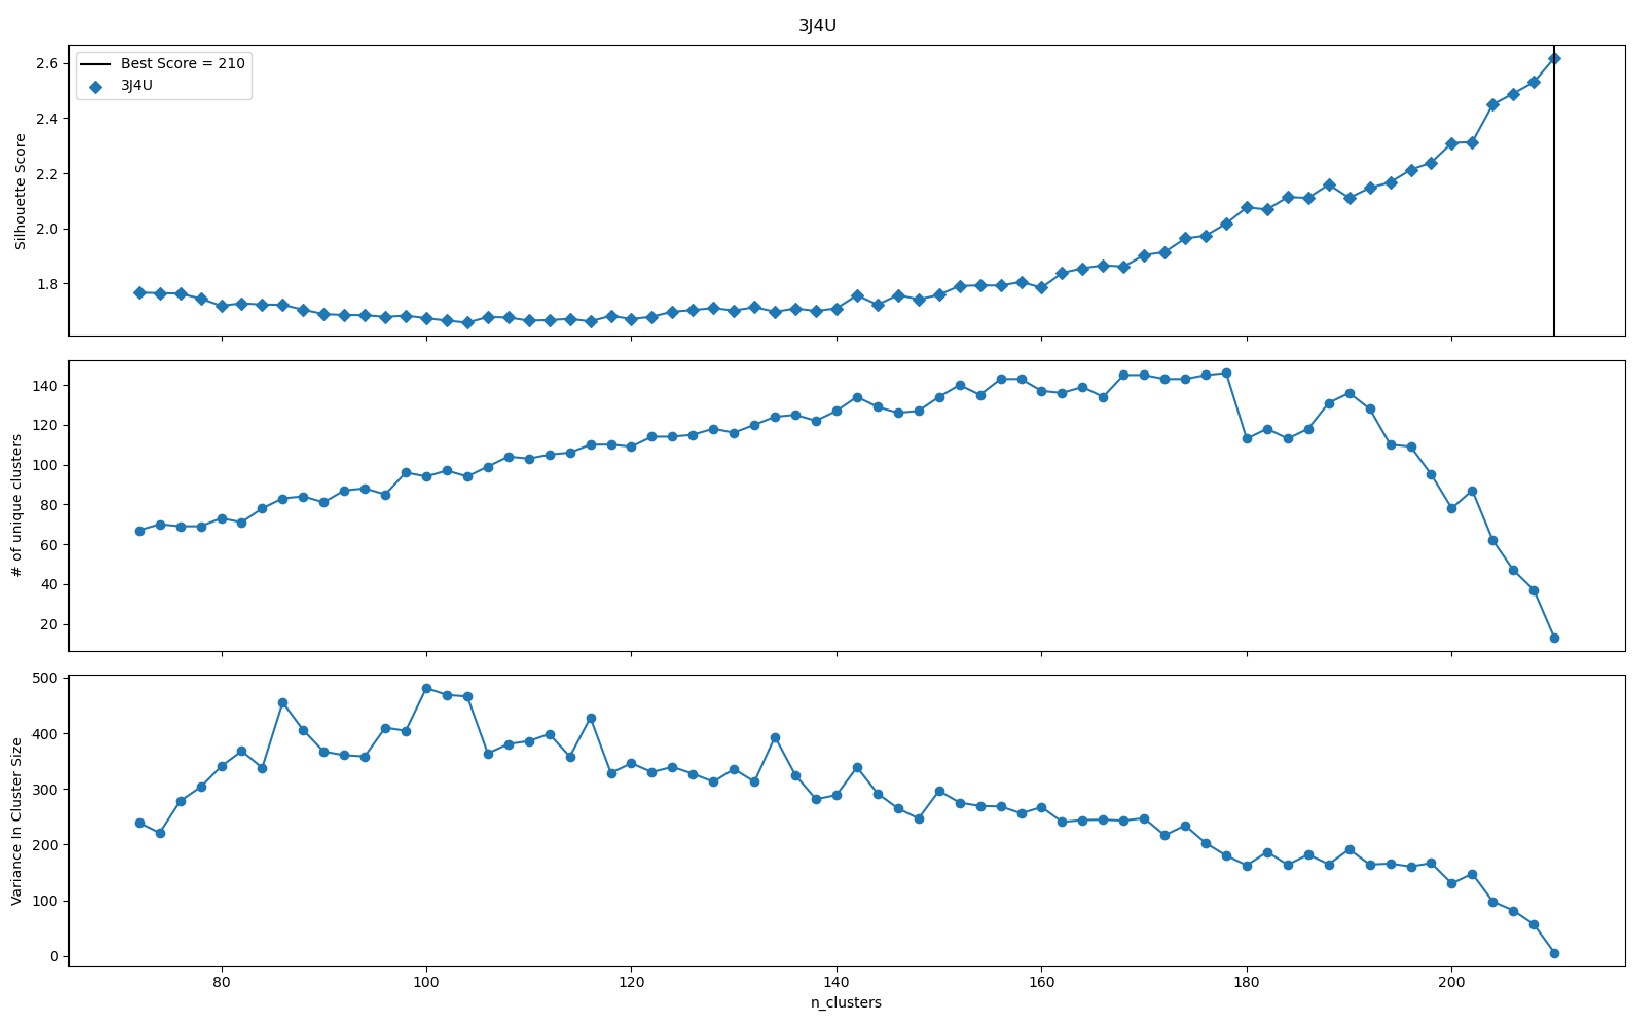 3J4U
Best Score = 210
3J4U
2.6
2.4
2.2
2.0
1.8
Silhouette Score
140
120
100
80
60
40
20
# of unique clusters
500
400
300
200
100
0
Variance In Cluster Size
80 100 120 140 160 180 200
n_clusters